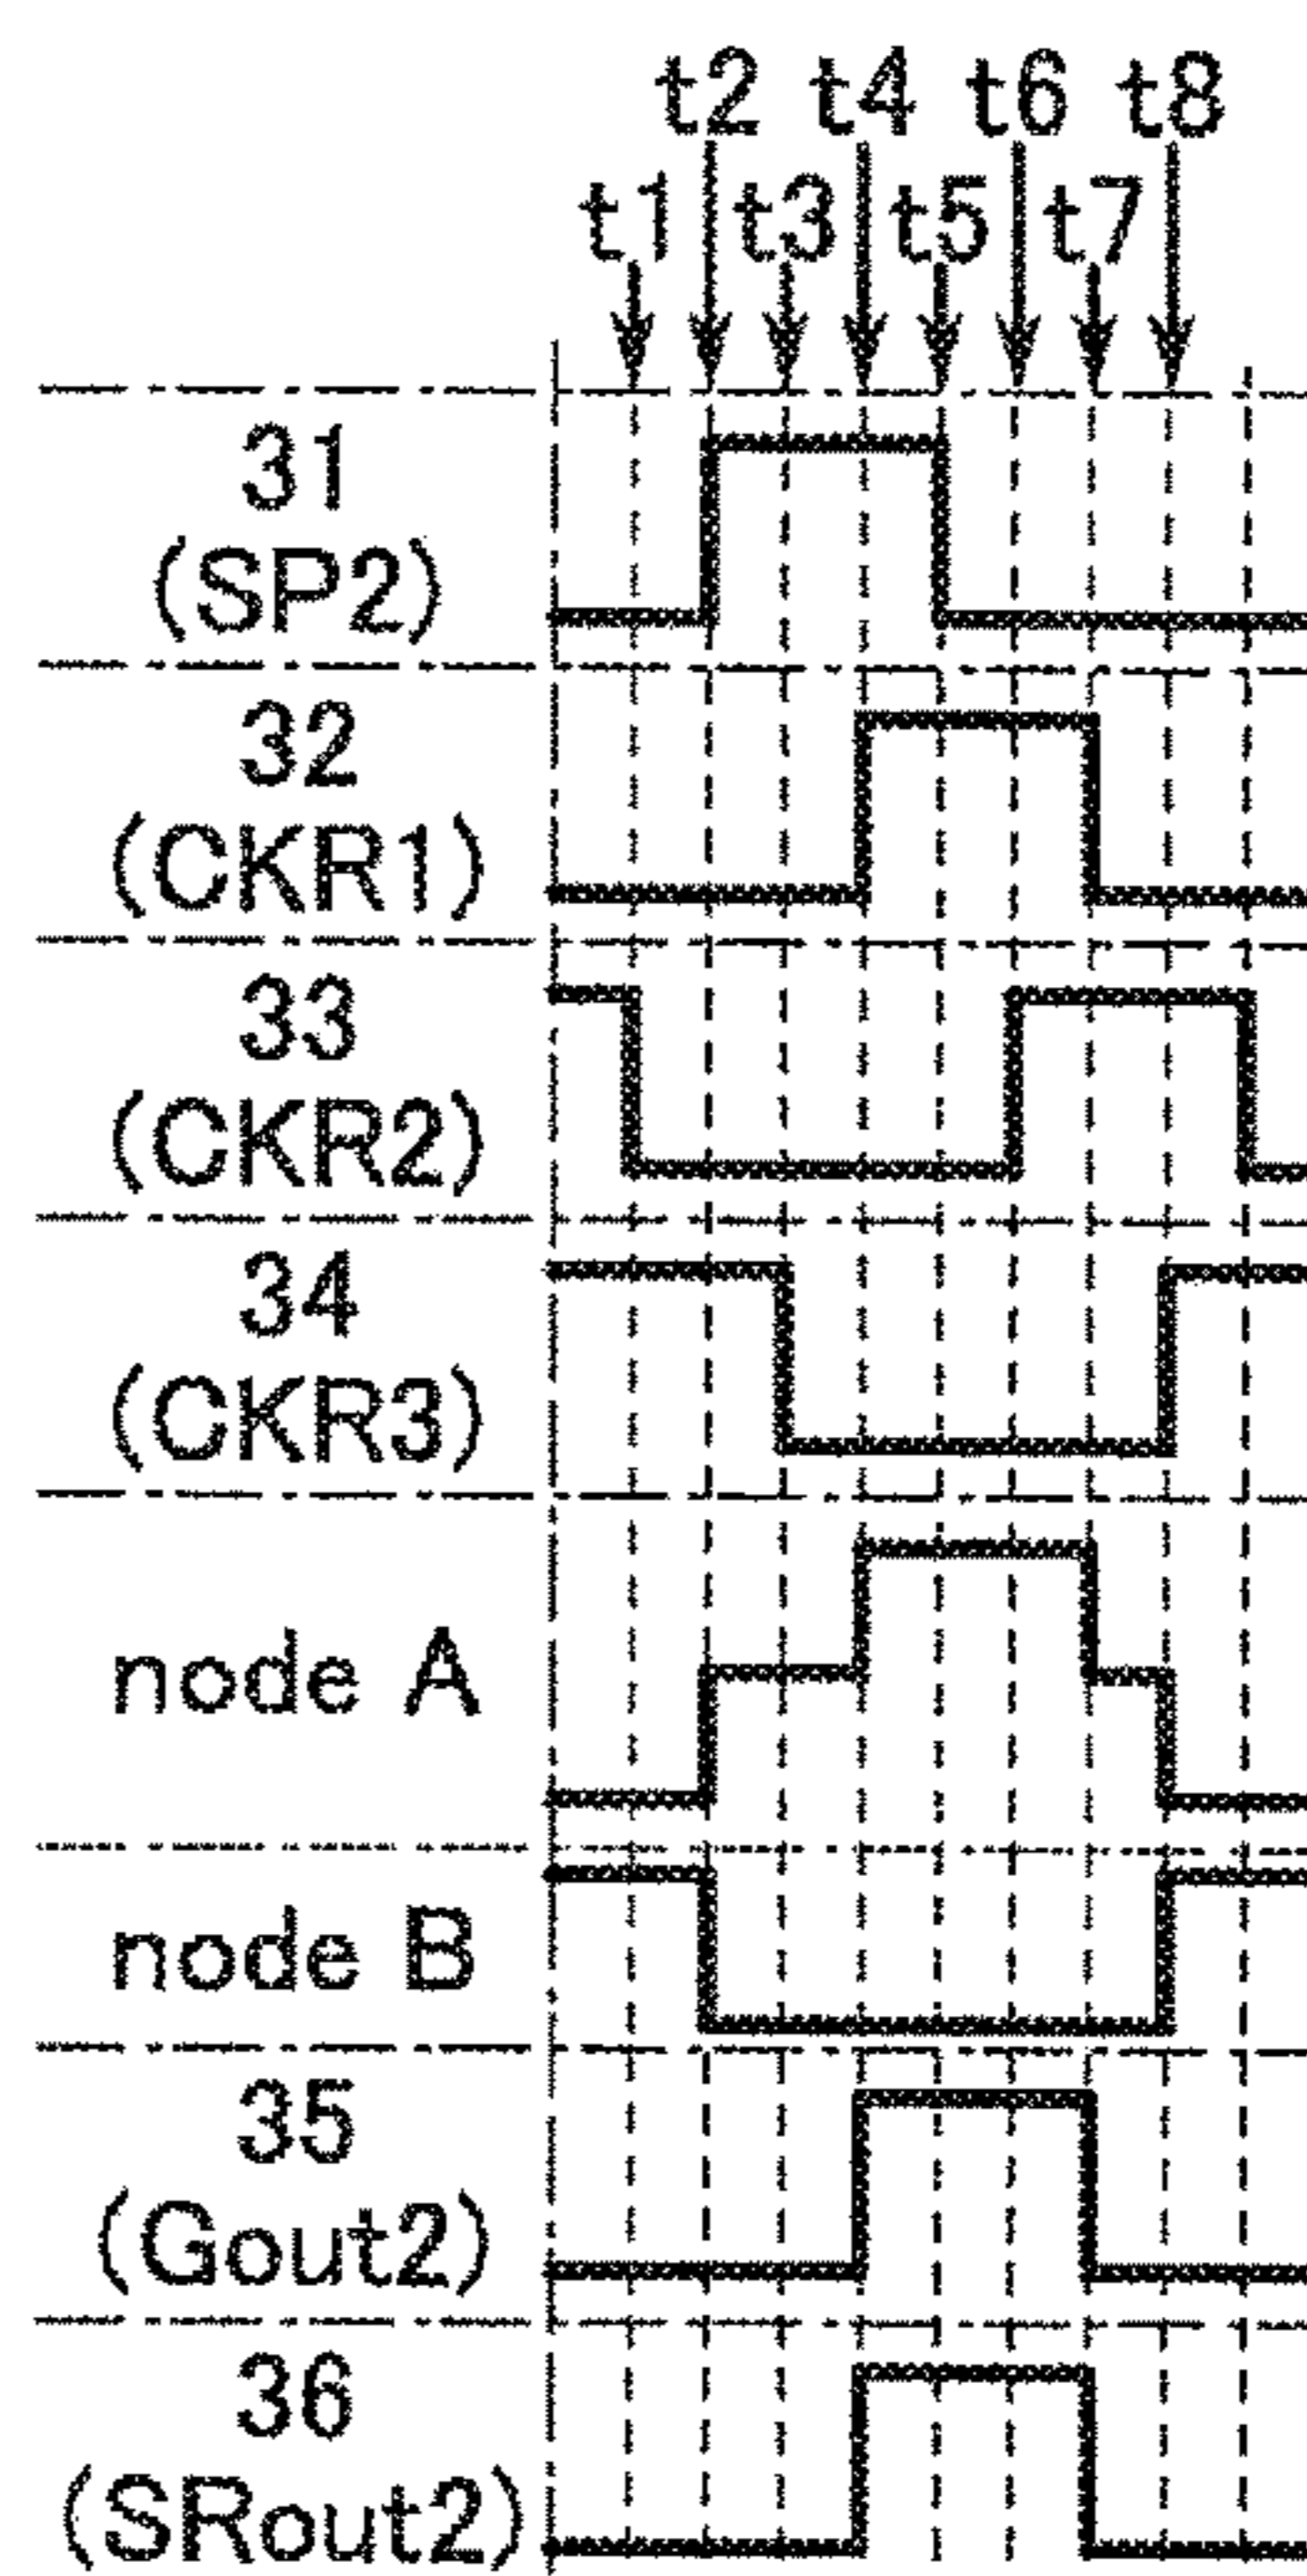 t2 t4 t6 t8
t1 t3 t5 t7
31
(SP2)
32
(CKR1)
33
(CKR2)
34
(CKR3)
node A
node B
35
(Gout2)
36
(SRout2)